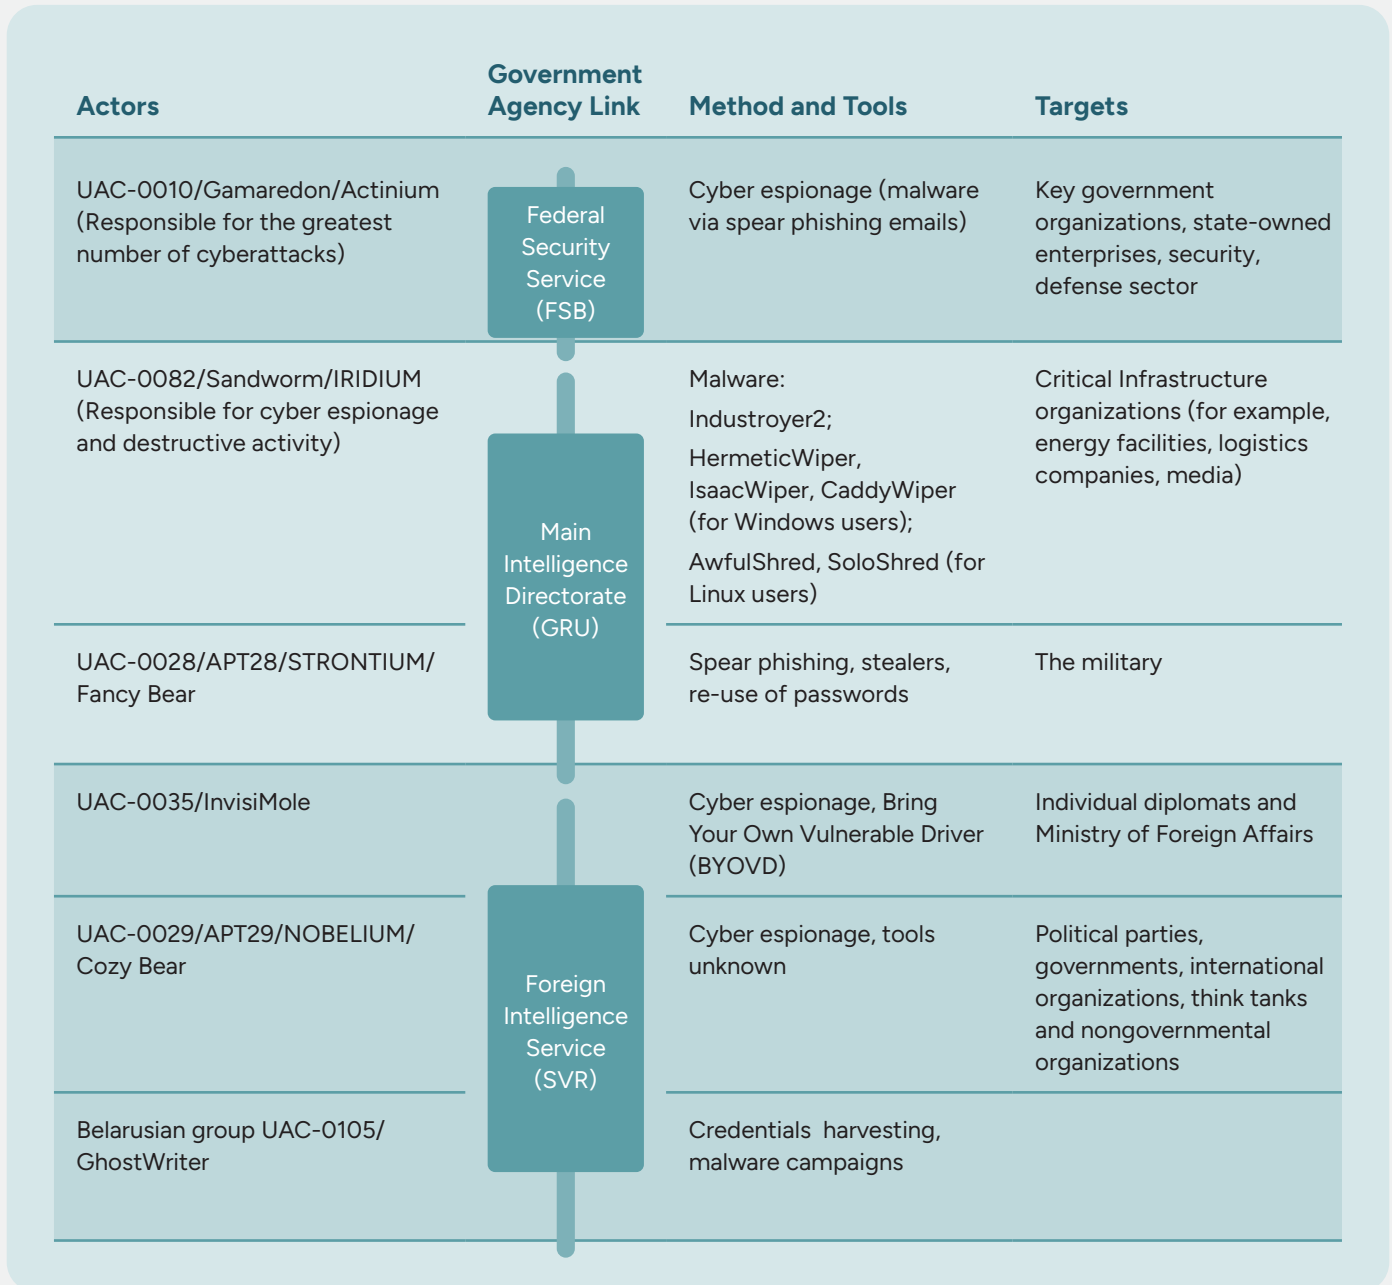 Actors
Government
Agency Link
Method and Tools
Targets
UAC-0010/Gamaredon/Actinium
(Responsible for the greatest
number of cyberattacks)
Federal
Security
Service
(FSB)
Cyber espionage (malware
via spear phishing emails)
Key government
organizations, state-owned
enterprises, security,
defense sector
UAC-0082/Sandworm/IRIDIUM
(Responsible for cyber espionage
and destructive activity)
Main
Intelligence
Directorate
(GRU)
Malware:
Industroyer2;
HermeticWiper,
IsaacWiper, CaddyWiper
(for Windows users);
AwfulShred, SoloShred (for
Linux users)
Critical Infrastructure
organizations (for example,
energy facilities, logistics
companies, media)
UAC-0028/APT28/STRONTIUM/
Fancy Bear
Spear phishing, stealers,
re-use of passwords
The military
UAC-0035/InvisiMole
Cyber espionage, Bring
Your Own Vulnerable Driver
(BYOVD)
Individual diplomats and
Ministry of Foreign Affairs
UAC-0029/APT29/NOBELIUM/
Cozy Bear
Foreign
Intelligence
Service
(SVR)
Cyber espionage, tools
unknown
Political parties,
governments, international
organizations, think tanks
and nongovernmental
organizations
Belarusian group UAC-0105/
GhostWriter
Credentials  harvesting,
malware campaigns